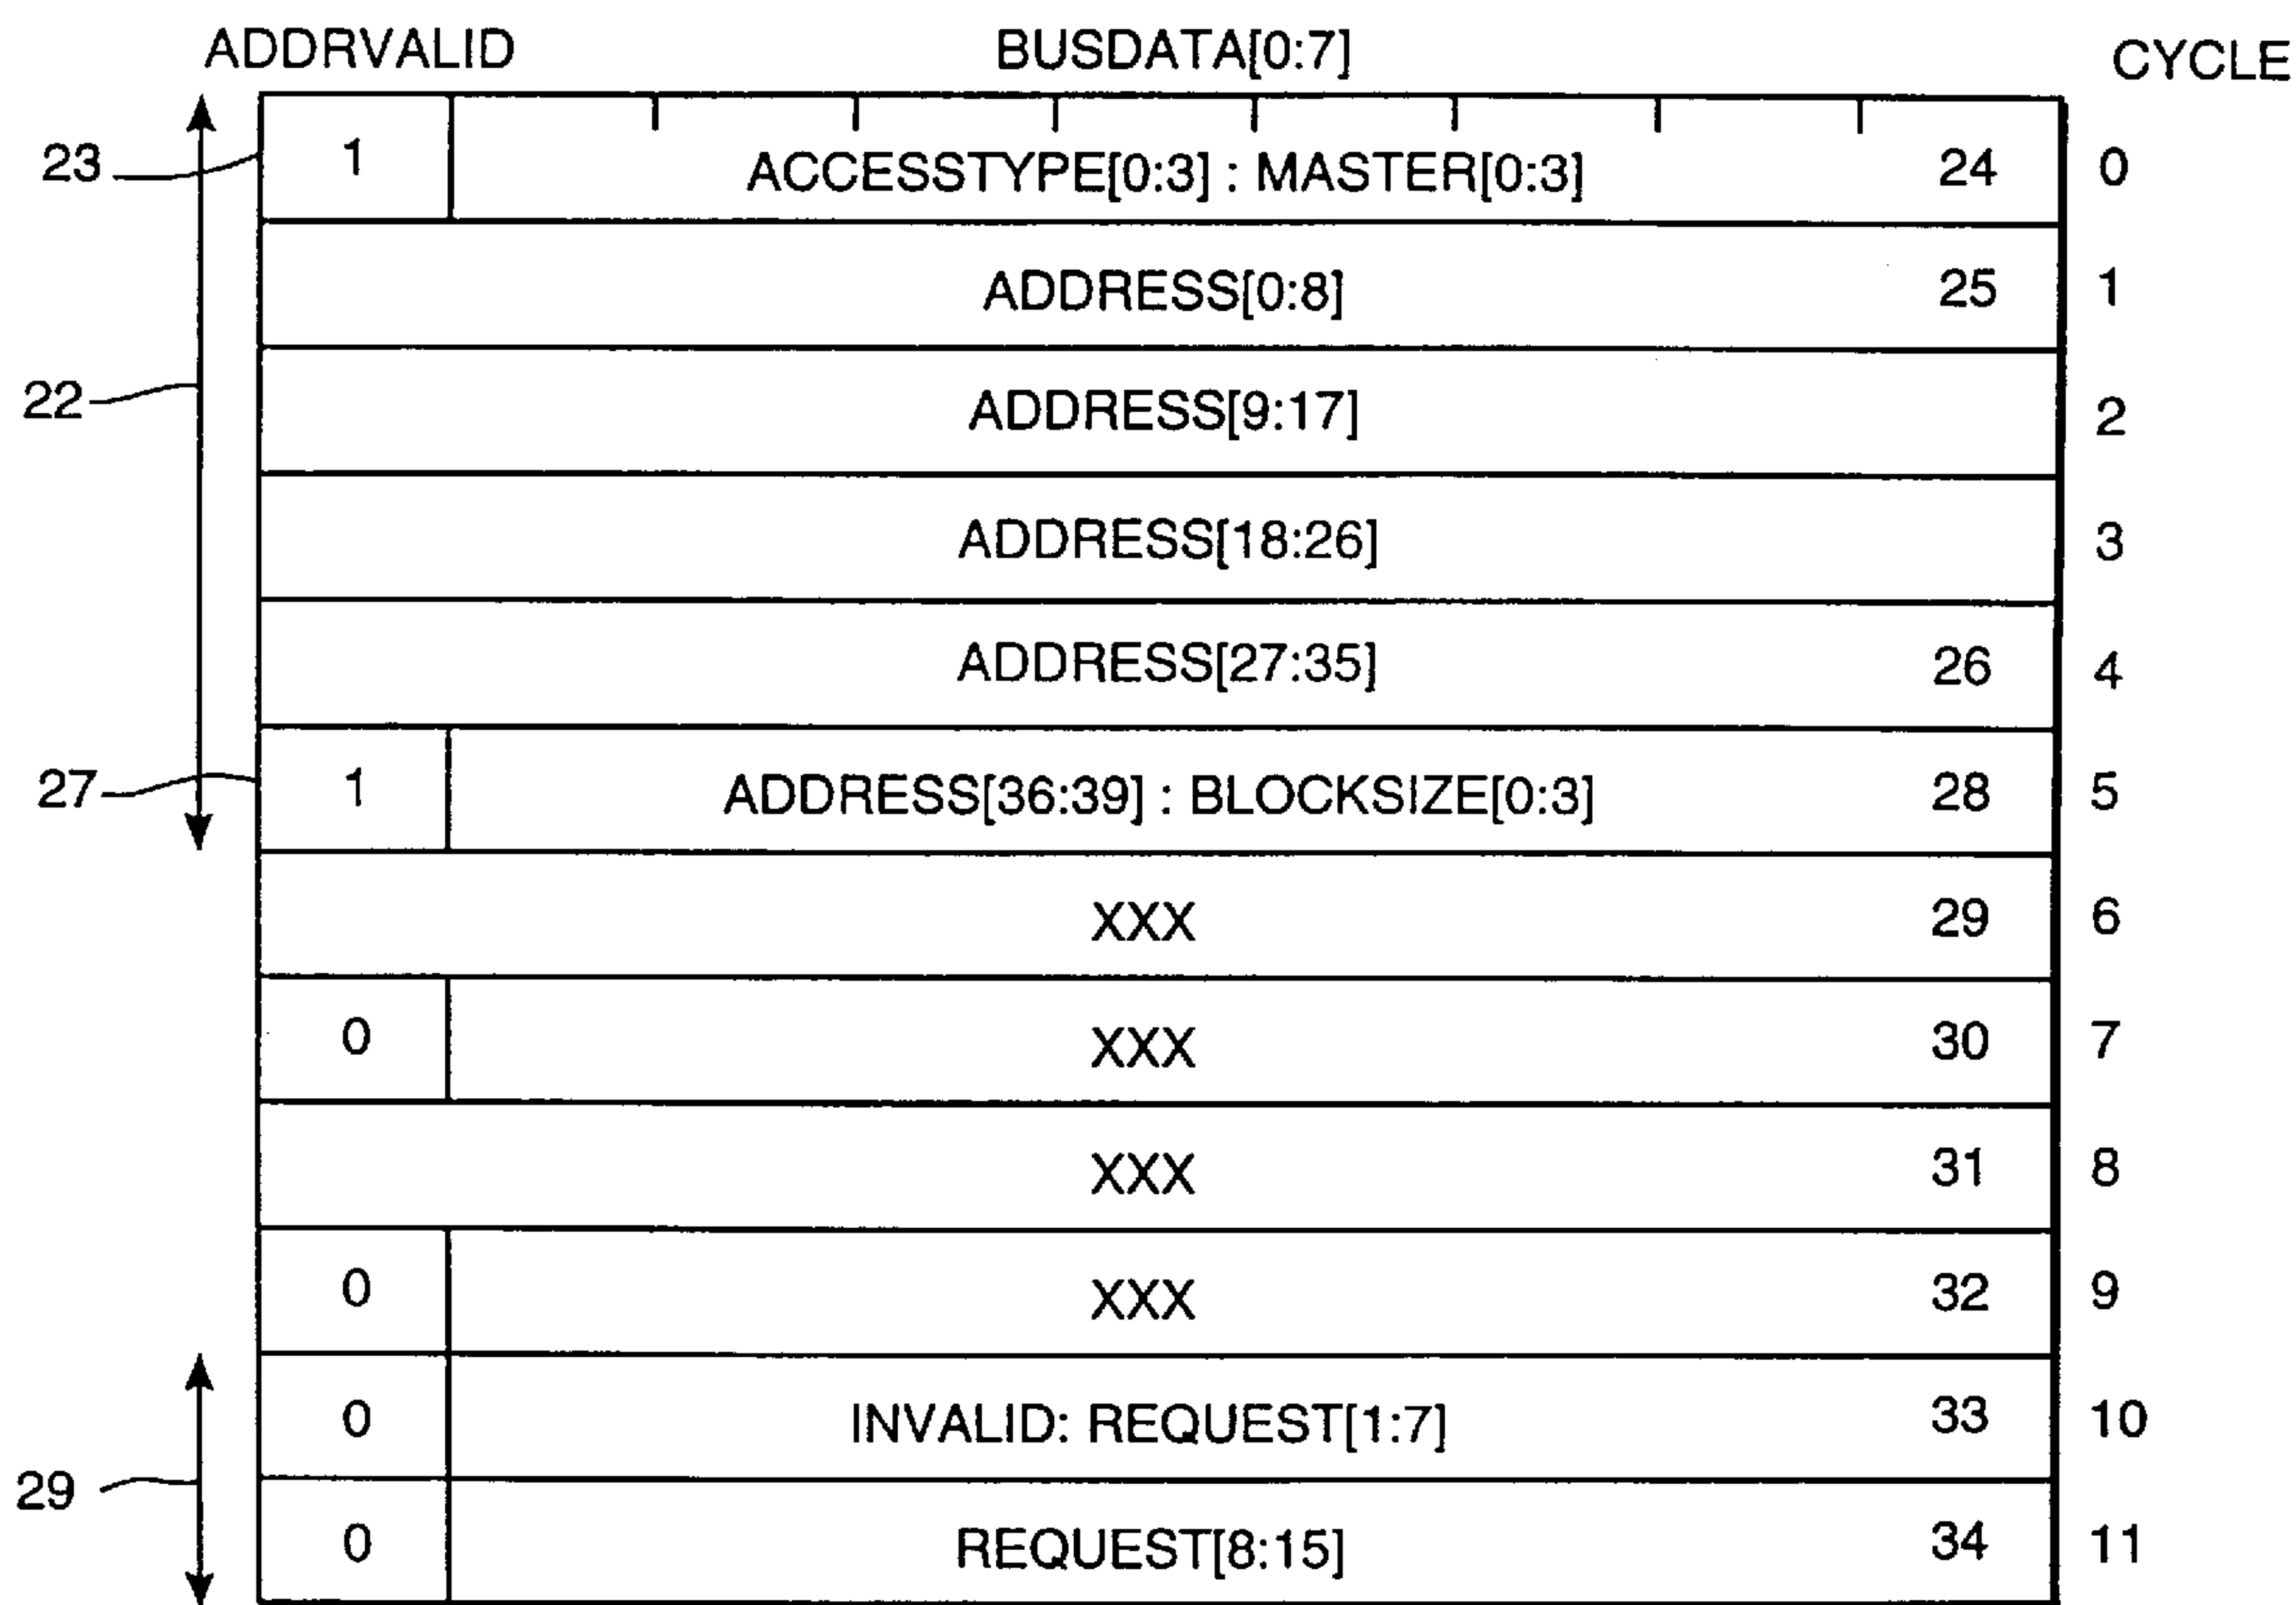 ADDRVALID BUSDATA[0:7] CYCLE
23 1 ACCESSTYPE[0:3] : MASTER[0:3] 24 0
ADDRESS[0:8] 25 1
22 ADDRESS[9:17] 2
ADDRESS[18:26] 3
ADDRESS[27:35] 26 4
27 1 ADDRESS[36:39] : BLOCKSIZE[0:3] 28 5
XXX 29 6
0 XXX 30 7
XXX 31 8
0 XXX 32 9
0 INVALID: REQUEST[1:7] 33 10
29 0 REQUEST[8:15] 34 11